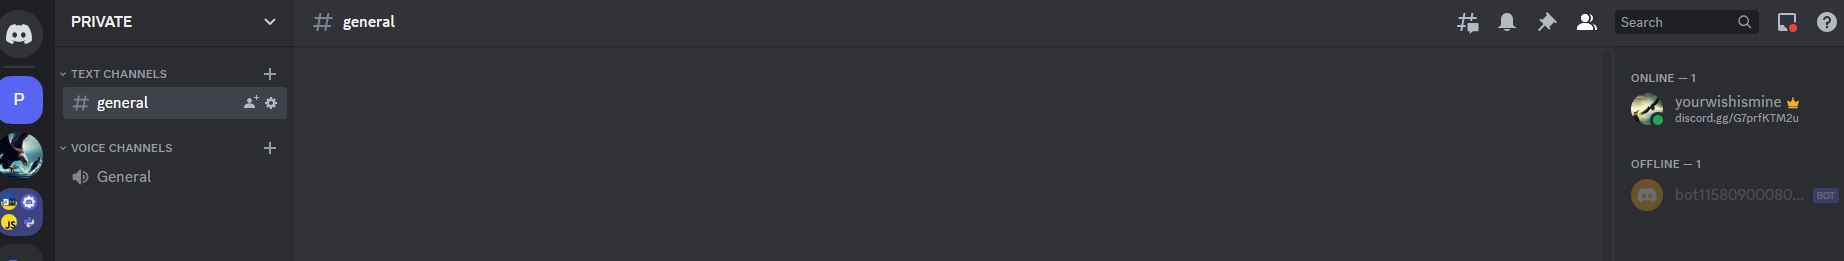 PRIVATE
general
Search
TEXT CHANNELS
general
VOICE CHANNELS
General
P
JS
ONLINE — 1
yourwishismine
discord.gg/G7prfKTM2u
OFFLINE — 1
bot11580900080...
BOT